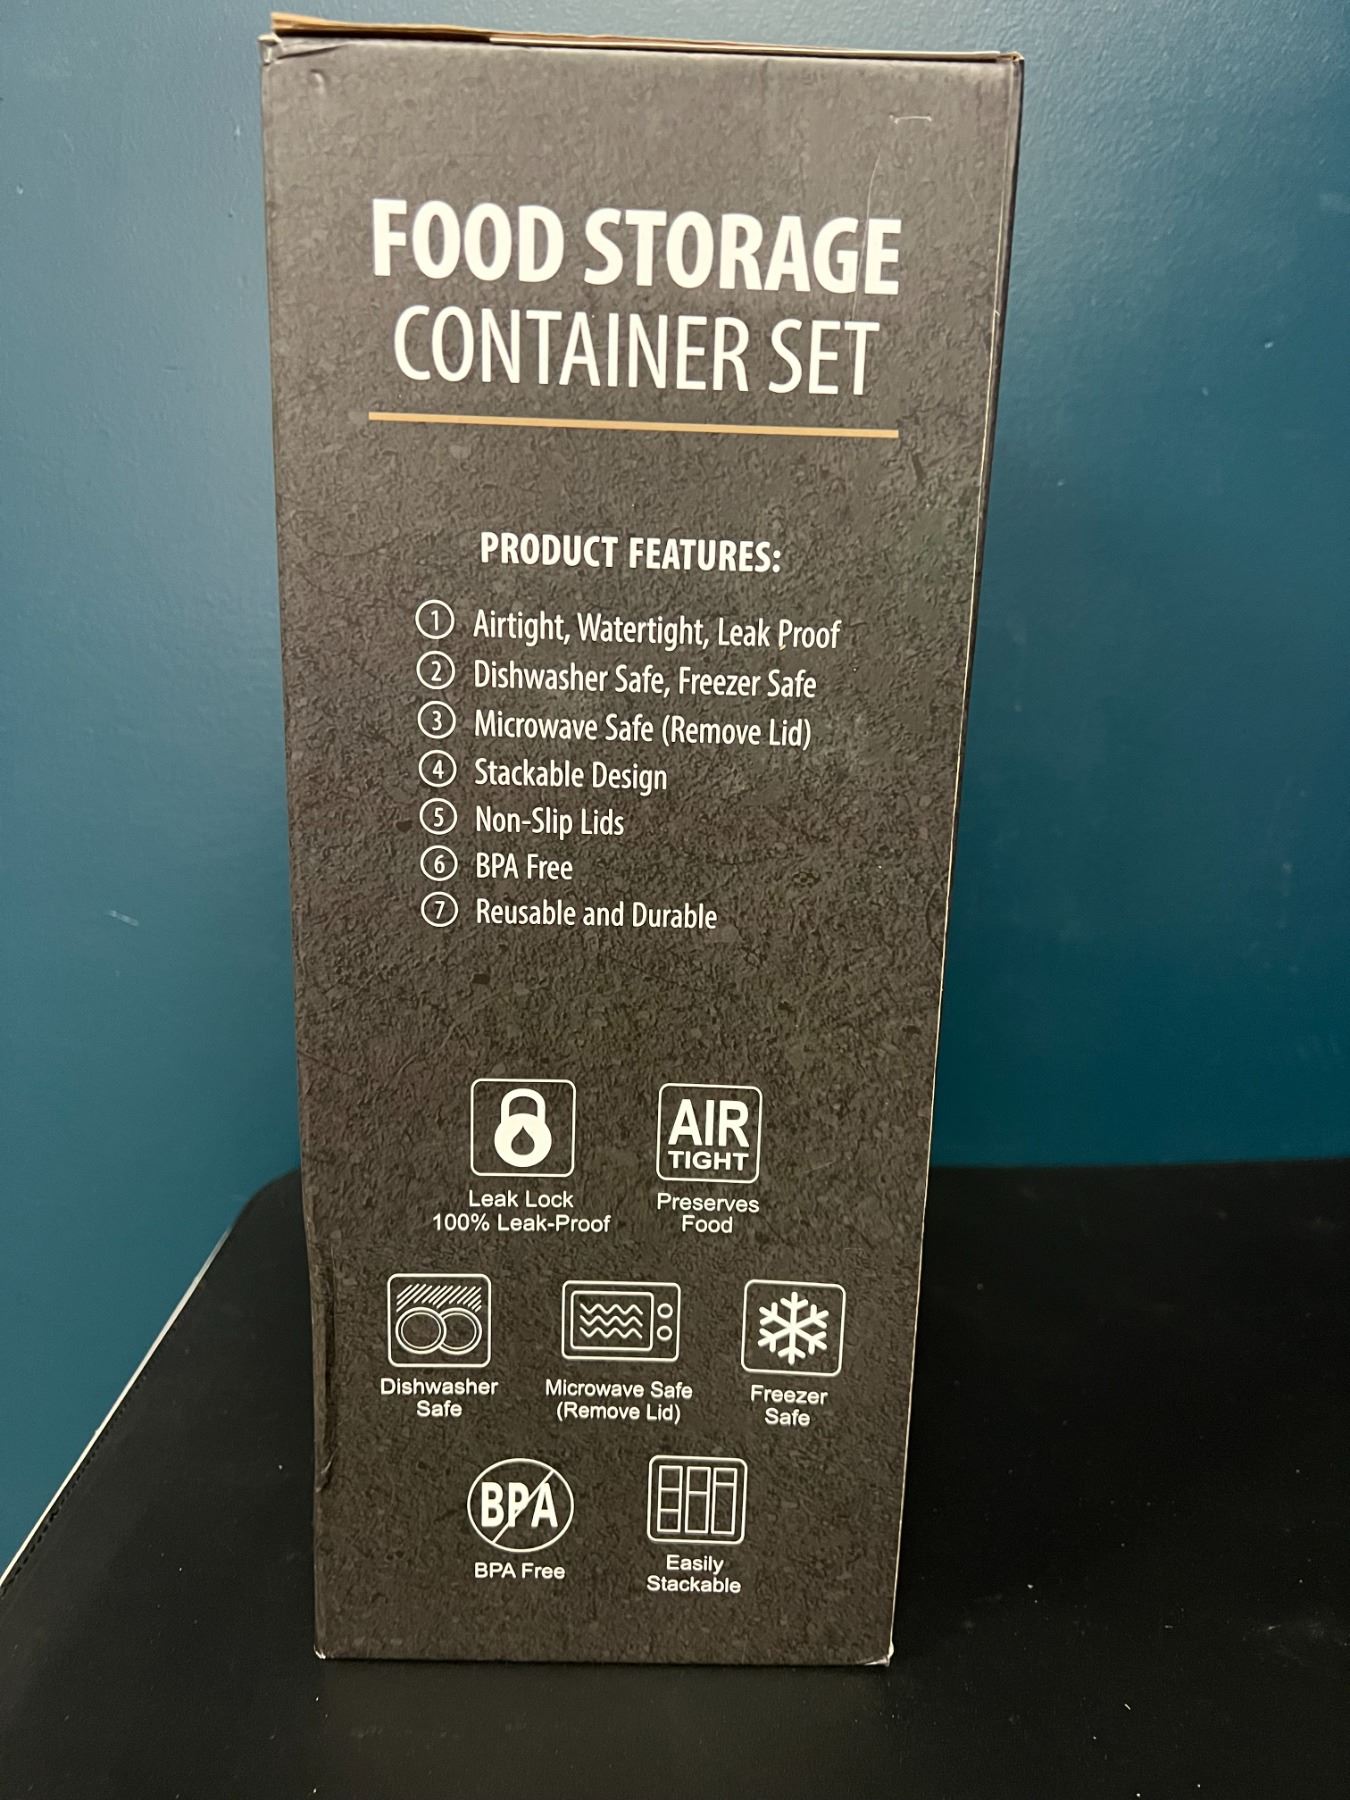 FOOD STORAGE
CONTAINER SET
PRODUCT FEATURES:
1 Airtight, Watertight, Leak Proof
2 Dishwasher Safe, Freezer Safe
3 Microwave Safe (Remove Lid)
4 Stackable Design
5 Non-Slip Lids
6 BPA Free
7 Reusable and Durable
AIR
TIGHT
Leak Lock
100% Leak-Proof
Preserves
Food
Dishwasher
Safe
Microwave Safe
(Remove Lid)
Freezer
Safe
BPA
BPA Free
Easily
Stackable